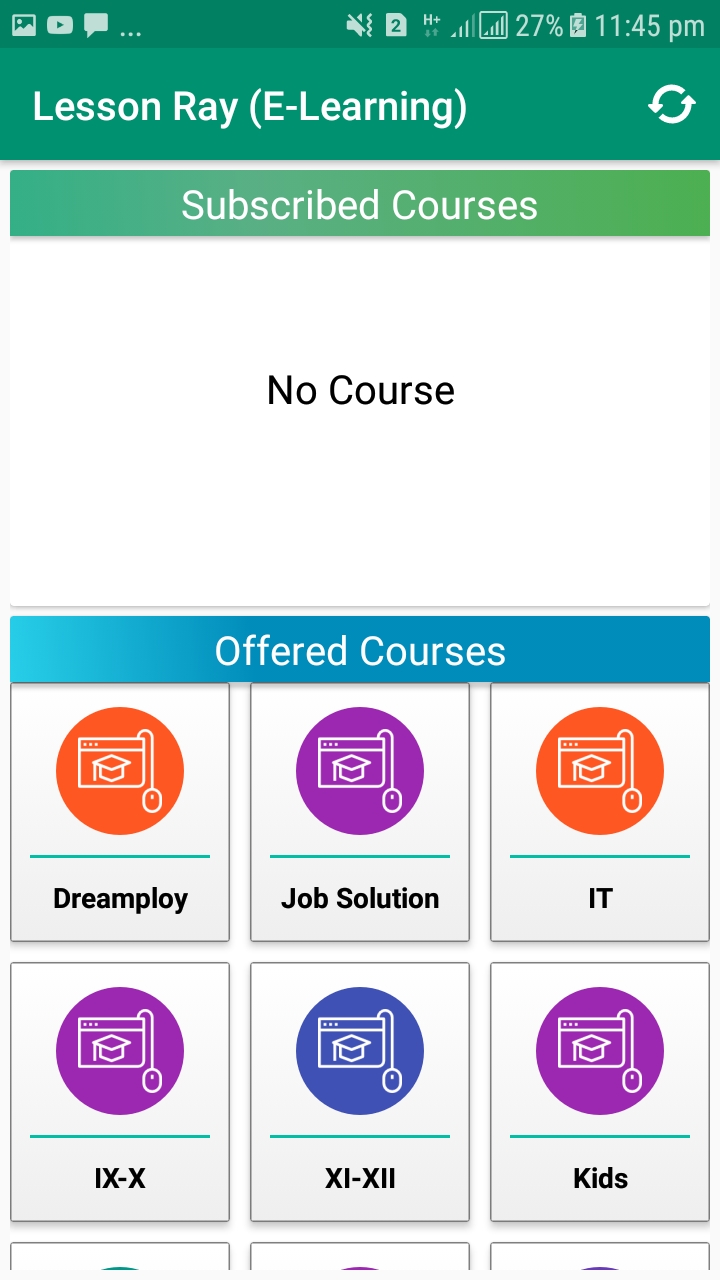 ... 2 H+ 27% 11:45 pm
Lesson Ray (E-Learning)
Subscribed Courses
No Course
Offered Courses
Dreamploy Job Solution IT
IX-X XI-XII Kids